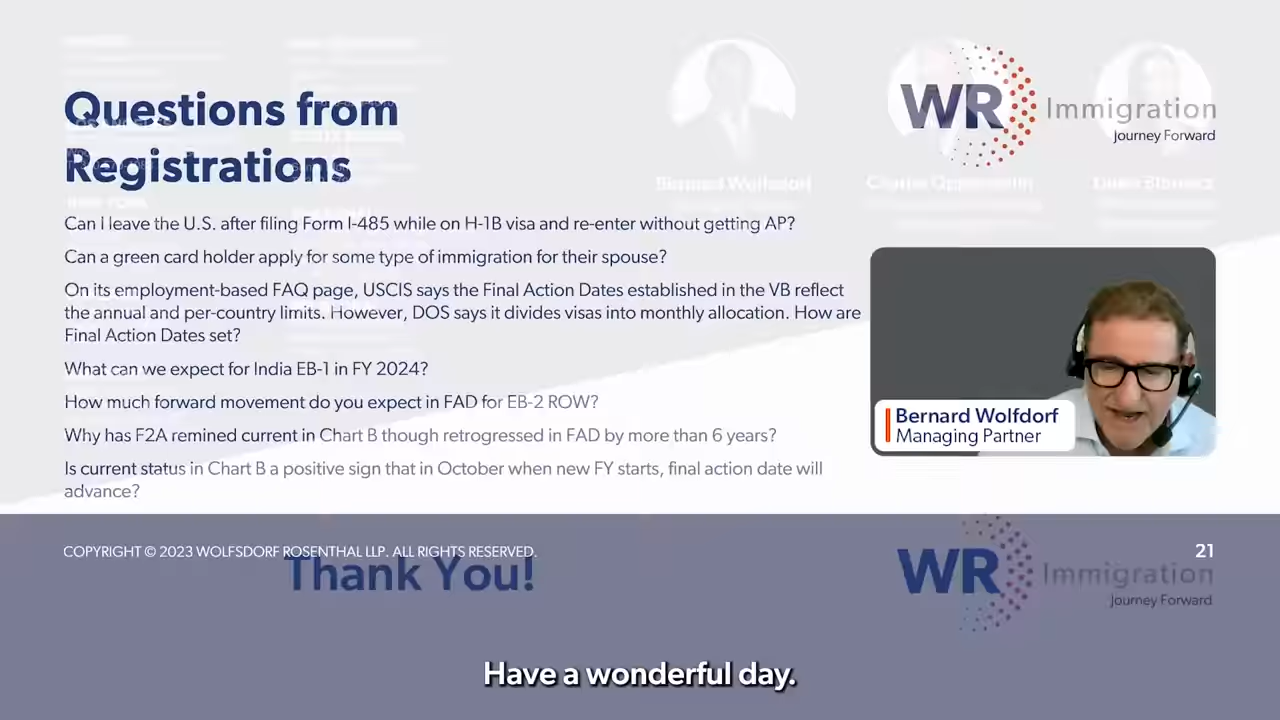 Questions from
Registrations
WR Immigration
Journey Forward
Bernard Wolfsdorf
Can I leave the U.S. after filing Form I-485 while on H-1B visa and re-enter without getting AP?
Can a green card holder apply for some type of immigration for their spouse?
On its employment-based FAQ page, USCIS says the Final Action Dates established in the VB reflect
the annual and per-country limits. However, DOS says it divides visas into monthly allocation. How are
Final Action Dates set?
What can we expect for India EB-1 in FY 2024?
How much forward movement do you expect in FAD for EB-2 ROW?
Why has F2A remined current in Chart B though retrogressed in FAD by more than 6 years?
Is current status in Chart B a positive sign that in October when new FY starts, final action date will
advance?
Bernard Wolfdorf
Managing Partner
COPYRIGHT © 2023 WOLFSDORF ROSENTHAL LLP. ALL RIGHTS RESERVED.
21
Thank You!
WR Immigration
Journey Forward
Have a wonderful day.